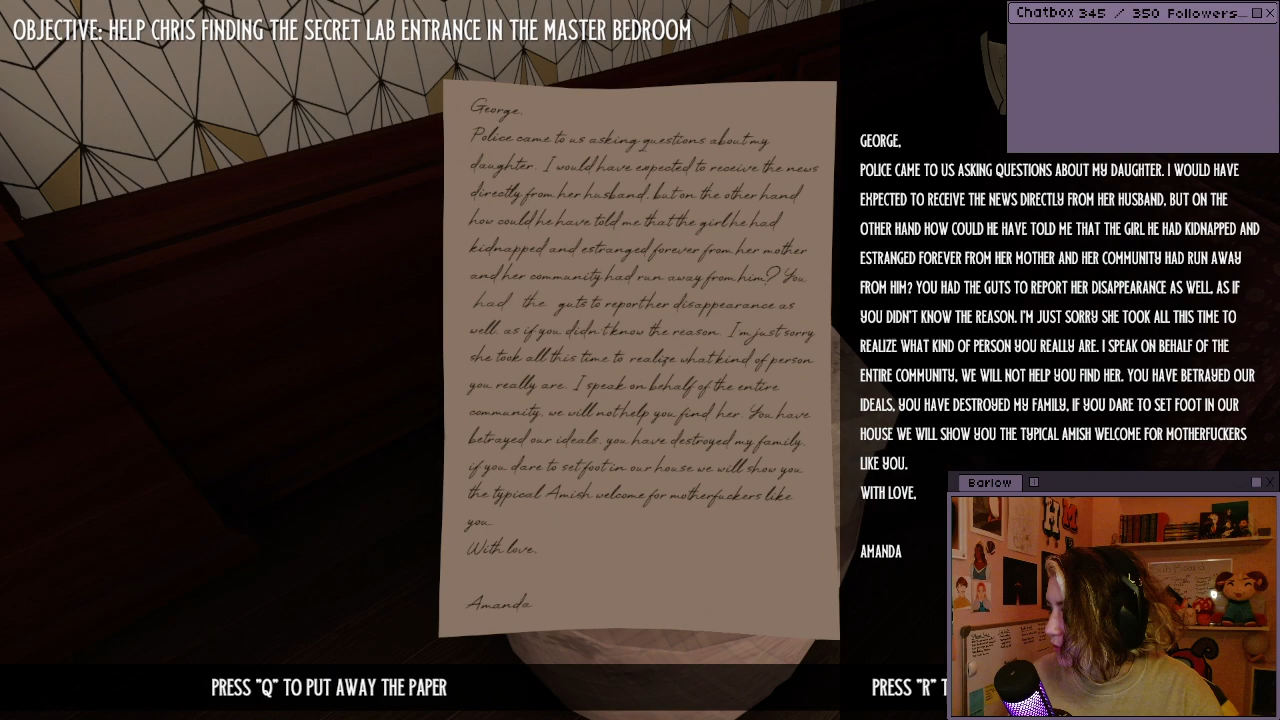 OBJECTIVE: HELP CHRIS FINDING THE SECRET LAB ENTRANCE IN THE MASTER BEDROOM
Chatbox 345 / 350 Followers
George,
Police came to us asking questions about my
daughter. I would have expected to receive the news
directly from her husband, but on the other hand
how could he have told me that the girl he had
kidnapped and estranged forever from her mother
and her community had run away from him? You
had the guts to report her disappearance as
well, as if you didn't know the reason. I'm just sorry
she took all this time to realize what kind of person
you really are. I speak on behalf of the entire
community, we will not help you find her. You have
betrayed our ideals, you have destroyed my family,
if you dare to set foot in our house we will show you
the typical Amish welcome for motherfuckers like
you.
With love,
Amanda
GEORGE,
POLICE CAME TO US ASKING QUESTIONS ABOUT MY DAUGHTER. I WOULD HAVE
EXPECTED TO RECEIVE THE NEWS DIRECTLY FROM HER HUSBAND, BUT ON THE
OTHER HAND HOW COULD HE HAVE TOLD ME THAT THE GIRL HE HAD KIDNAPPED AND
ESTRANGED FOREVER FROM HER MOTHER AND HER COMMUNITY HAD RUN AWAY
FROM HIM? YOU HAD THE GUTS TO REPORT HER DISAPPEARANCE AS WELL, AS IF
YOU DIDN'T KNOW THE REASON. I'M JUST SORRY SHE TOOK ALL THIS TIME TO
REALIZE WHAT KIND OF PERSON YOU REALLY ARE. I SPEAK ON BEHALF OF THE
ENTIRE COMMUNITY, WE WILL NOT HELP YOU FIND HER. YOU HAVE BETRAYED OUR
IDEALS, YOU HAVE DESTROYED MY FAMILY, IF YOU DARE TO SET FOOT IN OUR
HOUSE WE WILL SHOW YOU THE TYPICAL AMISH WELCOME FOR MOTHERFUCKERS
LIKE YOU.
WITH LOVE,
AMANDA
Barlow
PRESS "Q" TO PUT AWAY THE PAPER
PRESS "R" T